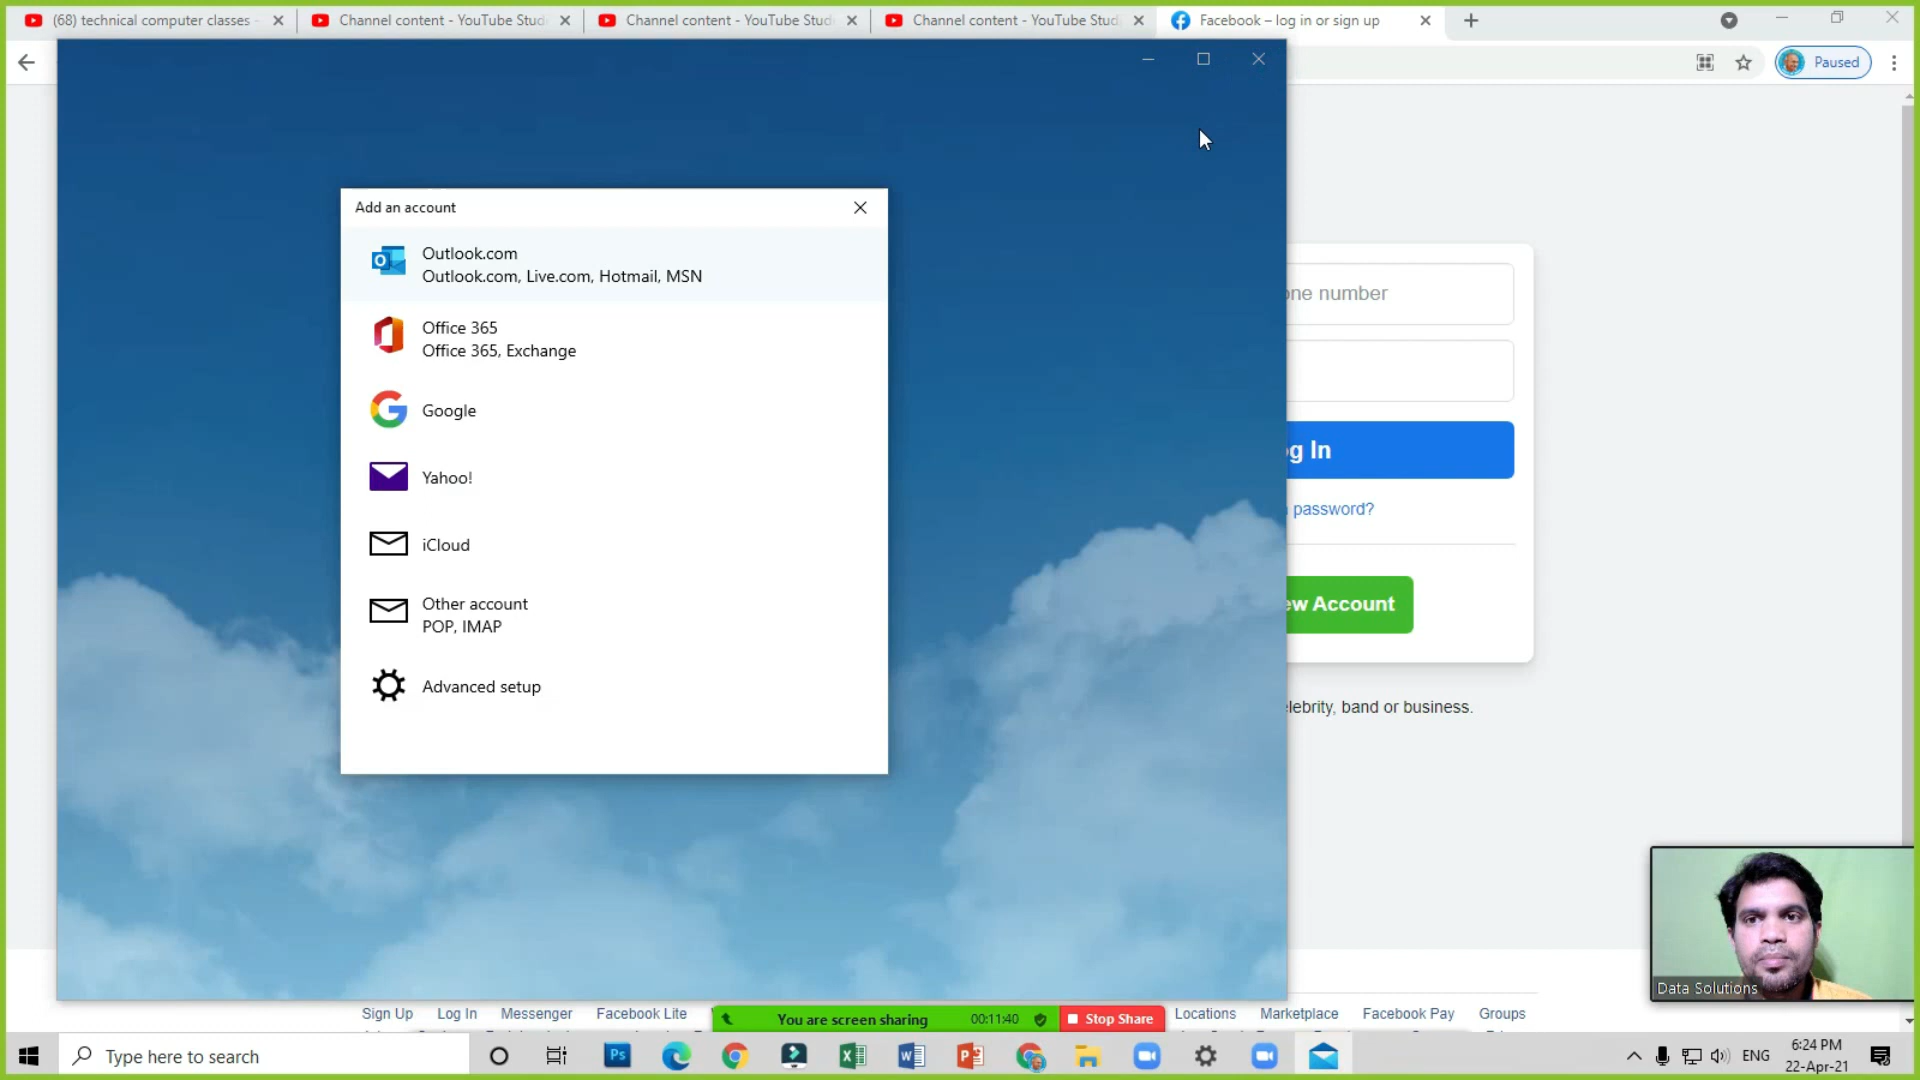 (68) technical computer classes -
Channel content - YouTube Stud
Channel content - YouTube Stud
Channel content - YouTube Stud
Facebook – log in or sign up
Paused
Add an account
Outlook.com
Outlook.com, Live.com, Hotmail, MSN
Office 365
Office 365, Exchange
Google
Yahoo!
iCloud
Other account
POP, IMAP
Advanced setup
one number
g In
password?
ew Account
lebrity, band or business.
Data Solutions
Sign Up
Log In
Messenger
Facebook Lite
You are screen sharing
00:11:40
Stop Share
Locations
Marketplace
Facebook Pay
Groups
Type here to search
Ps
ENG
6:24 PM
22-Apr-21